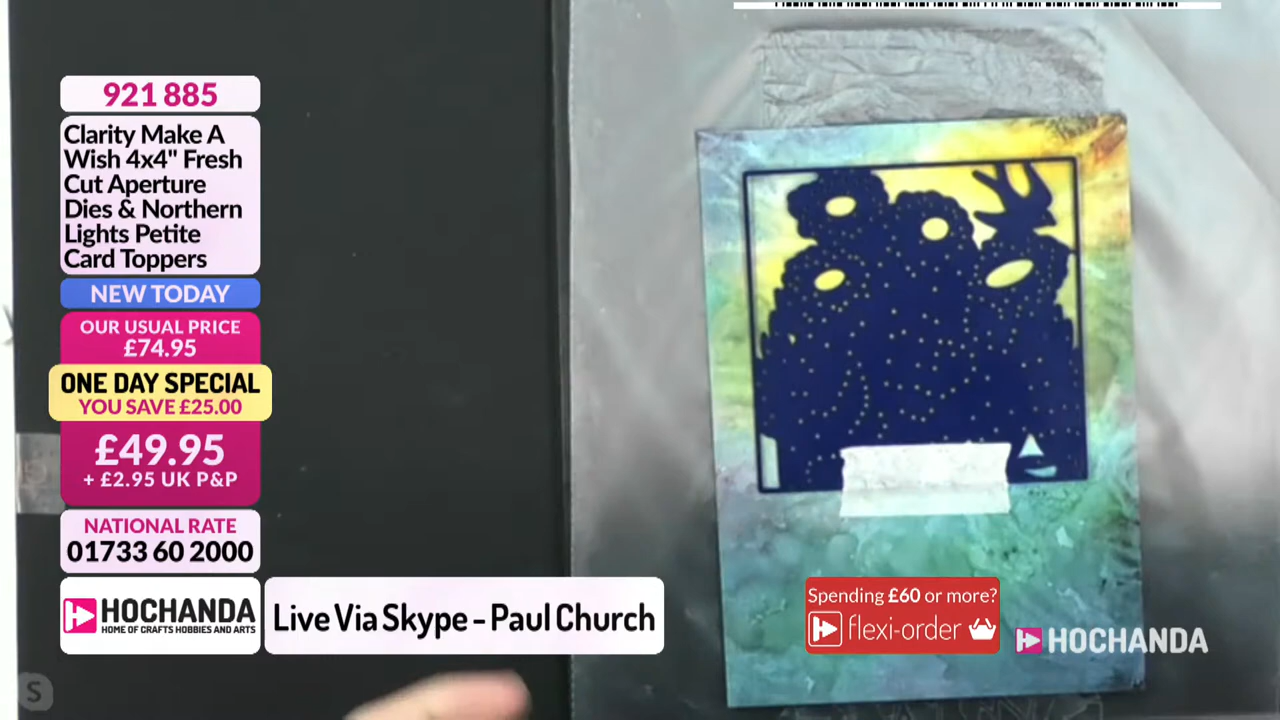 921 885
Clarity Make A
Wish 4x4" Fresh
Cut Aperture
Dies & Northern
Lights Petite
Card Toppers
NEW TODAY
OUR USUAL PRICE
£74.95
ONE DAY SPECIAL
YOU SAVE £25.00
£49.95
+ £2.95 UK P&P
NATIONAL RATE
01733 60 2000
HOCHANDA
HOME OF CRAFTS HOBBIES AND ARTS
Live Via Skype - Paul Church
Spending £60 or more?
flexi-order
HOCHANDA
S